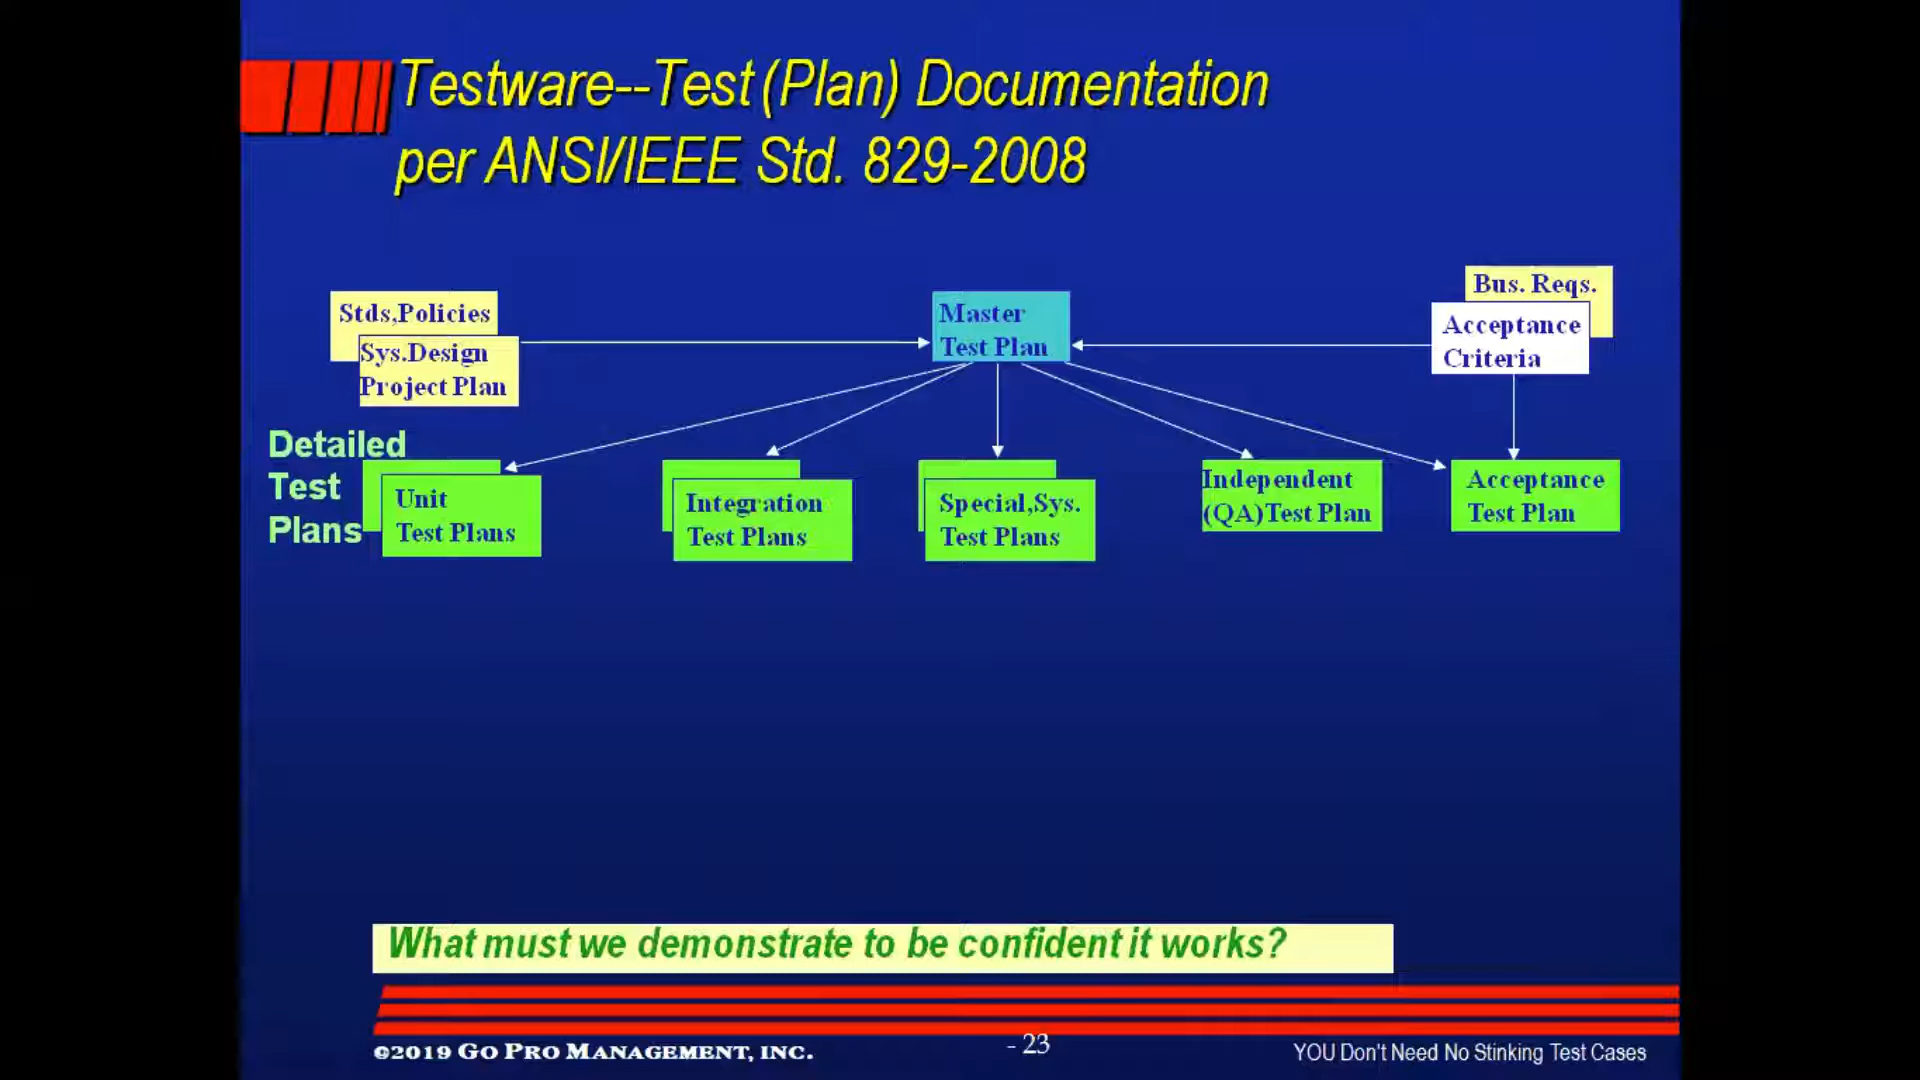 Testware--Test (Plan) Documentation
per ANSI/IEEE Std. 829-2008
Stds,Policies
Sys.Design
Project Plan
Master
Test Plan
Bus. Reqs.
Acceptance
Criteria
Detailed
Test
Plans
Unit
Test Plans
Integration
Test Plans
Special,Sys.
Test Plans
Independent
(QA)Test Plan
Acceptance
Test Plan
What must we demonstrate to be confident it works?
©2019 GO PRO MANAGEMENT, INC.
- 23
YOU Don't Need No Stinking Test Cases